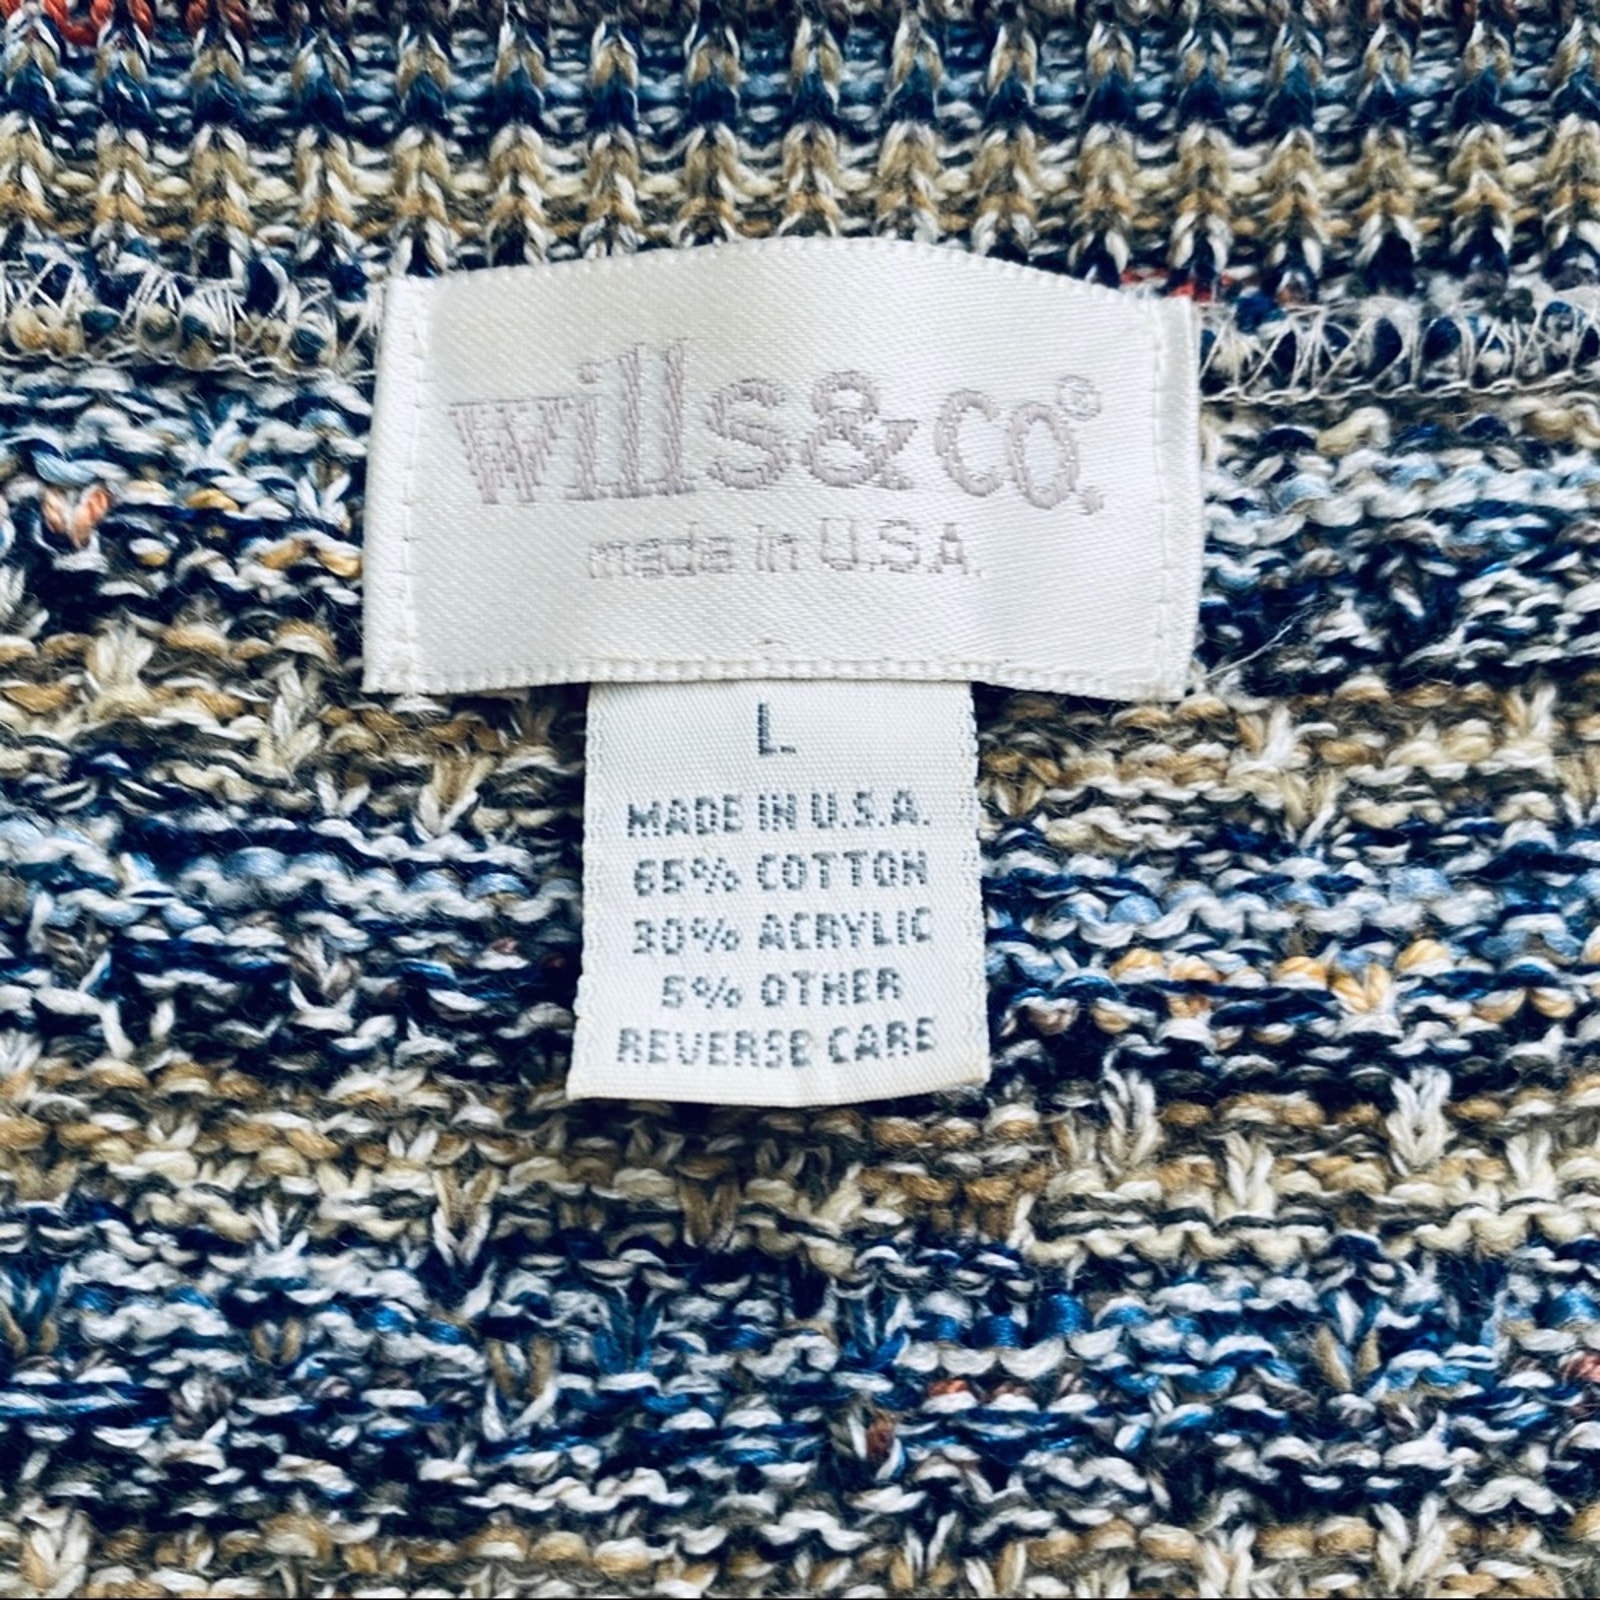 wills&co.®
made in U.S.A.
L
MADE IN U.S.A.
65% COTTON
30% ACRYLIC
5% OTHER
REVERSE CARE